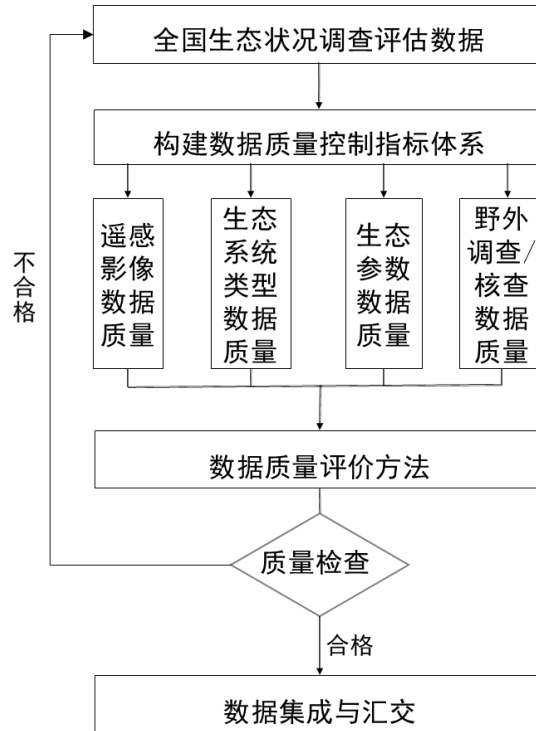 全国生态状况调查评估数据
构建数据质量控制指标体系
遥感
影像
数据
质量
生态
系统
类型
数据
质量
生态
参数
数据
质量
野外
调查/
核查
数据
质量
不合格
数据质量评价方法
质量检查
合格
数据集成与汇交